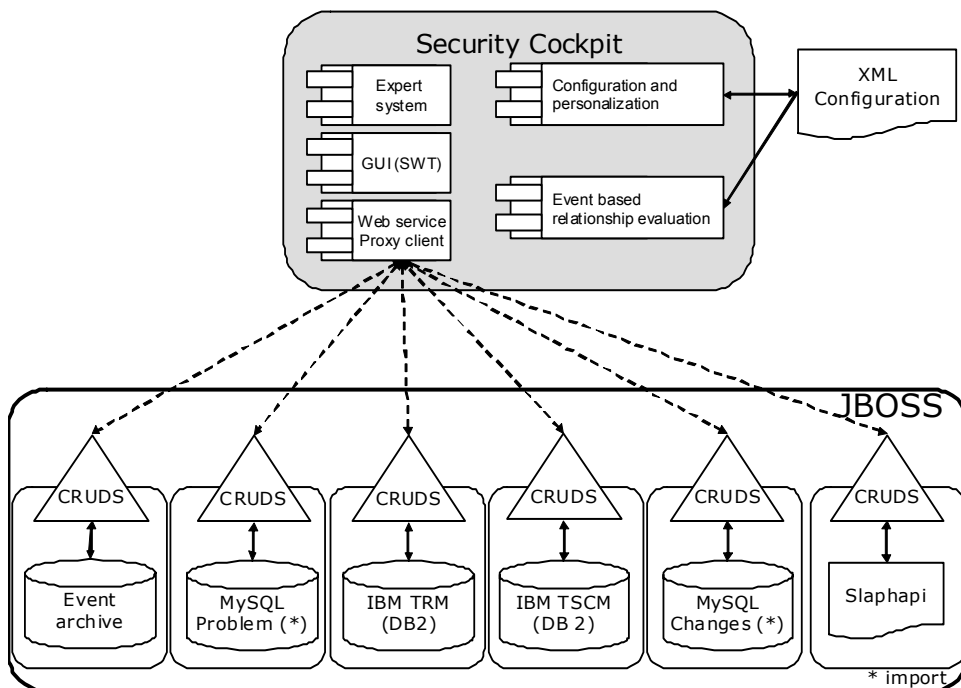 Security Cockpit
Expert
system
Configuration and
personalization
XML
Configuration
GUI(SWT)
Event based
relationship evaluation
Web service
Proxy client
JBOSS
CRUDS
CRUDS
CRUDS
CRUDS
CRUDS
CRUDS
Event
archive
MySQL
Problem (*)
IBM TRM
(DB2)
IBM TSCM
(DB 2)
MySQL
Changes (*)
Slaphapi
* import